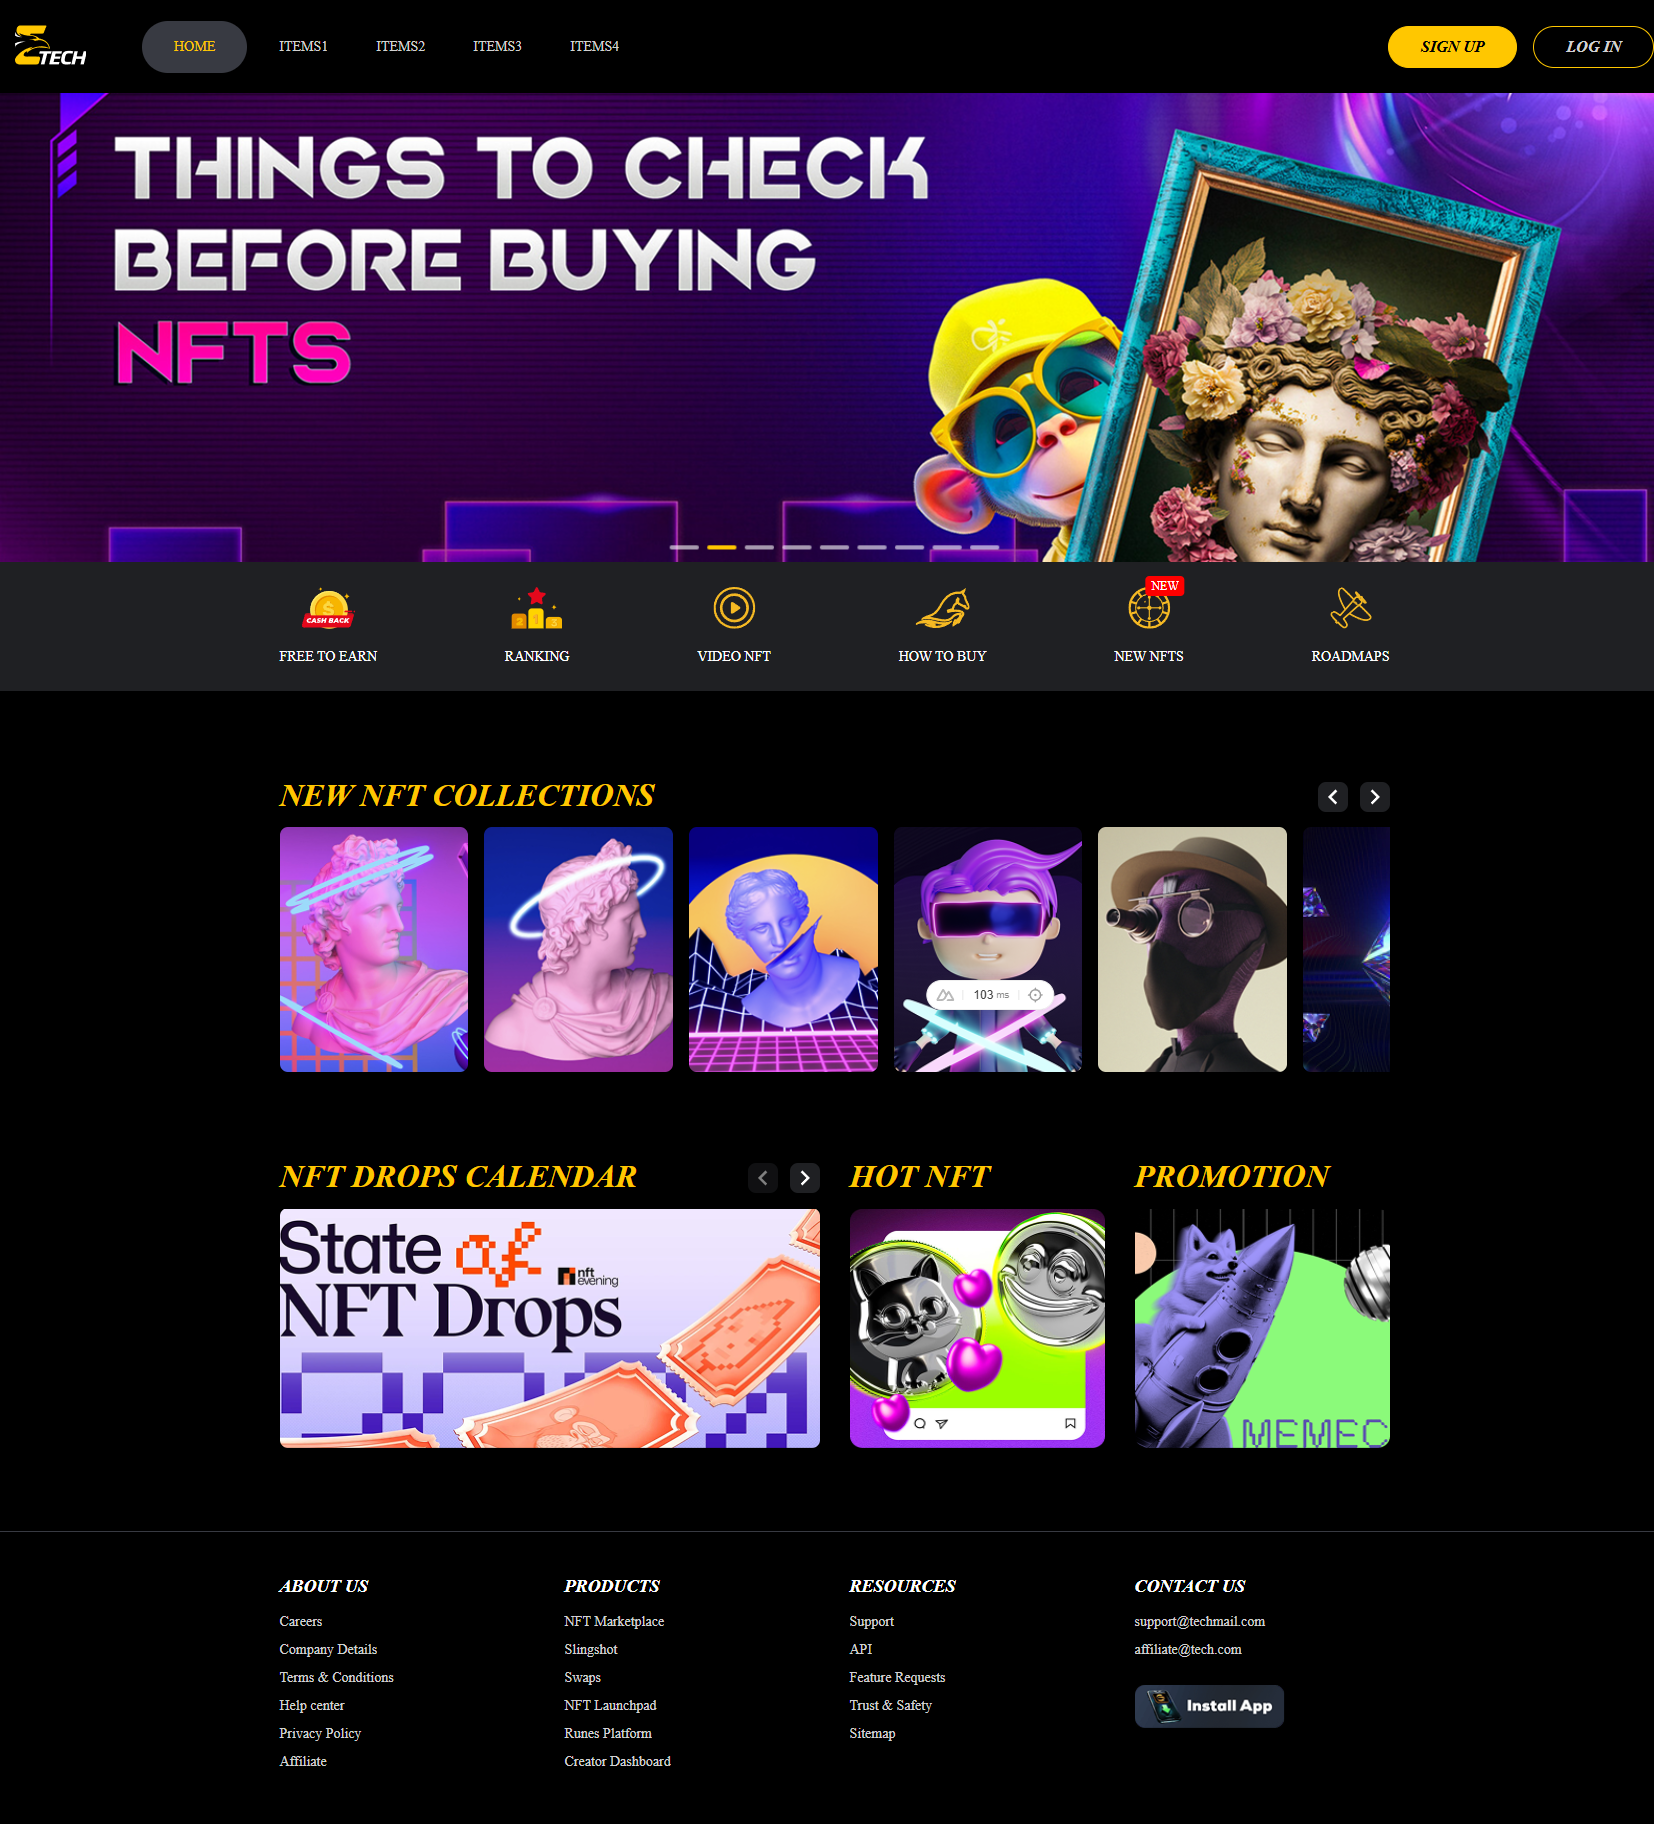 TECH
HOME
ITEMS1
ITEMS2
ITEMS3
ITEMS4
SIGN UP
LOG IN
THINGS TO CHECK
BEFORE BUYING
NFTS
$
CASH BACK
FREE TO EARN
2 1 3
RANKING
VIDEO NFT
HOW TO BUY
NEW
NEW NFTS
ROADMAPS
NEW NFT COLLECTIONS
103 ms
NFT DROPS CALENDAR
State of
nft
evening
NFT Drops
HOT NFT
PROMOTION
MEMEC
ABOUT US
Careers
Company Details
Terms & Conditions
Help center
Privacy Policy
Affiliate
PRODUCTS
NFT Marketplace
Slingshot
Swaps
NFT Launchpad
Runes Platform
Creator Dashboard
RESOURCES
Support
API
Feature Requests
Trust & Safety
Sitemap
CONTACT US
support@techmail.com
affiliate@tech.com
Install App